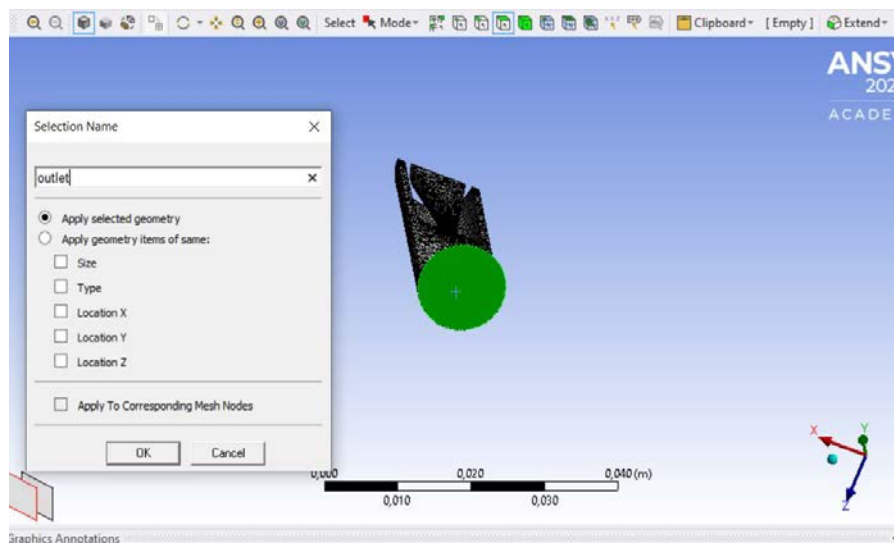 Select Mode Clipboard [ Empty ] Extend
ANSY
202
ACADE
Selection Name
outlet
Apply selected geometry
Apply geometry items of same:
Size
Type
Location X
Location Y
Location Z
Apply To Corresponding Mesh Nodes
OK Cancel
X Y
Z
0,000 0,020 0,040 (m)
0,010 0,030
Graphics Annotations